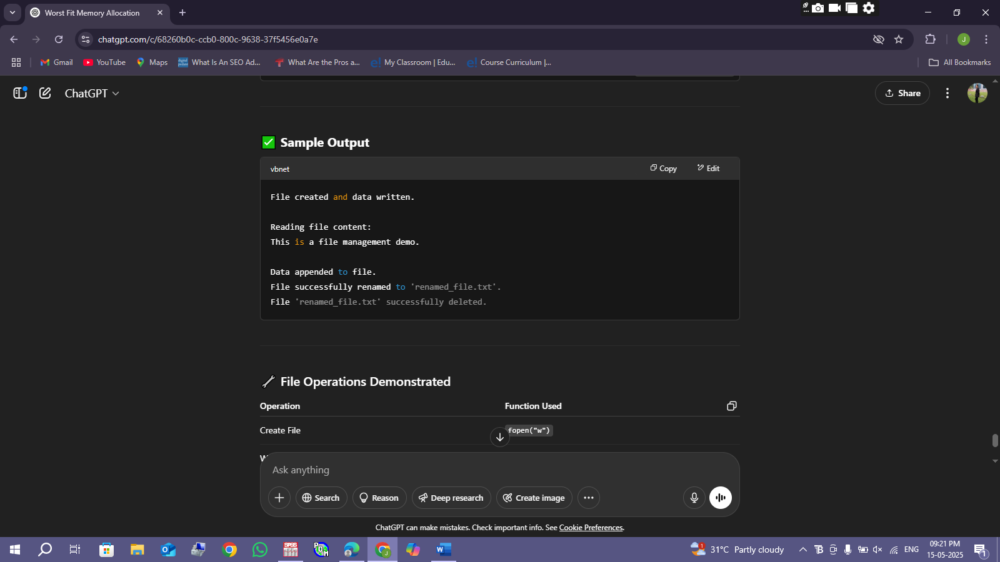 Worst Fit Memory Allocation
chatgpt.com/c/68260b0c-ccb0-800c-9638-37f5456e0a7e
J
Gmail
YouTube
Maps
What Is An SEO Ad...
What Are the Pros a...
My Classroom | Edu...
Course Curriculum |...
All Bookmarks
ChatGPT
Share
Sample Output
vbnet
Copy
Edit
File created and data written.
Reading file content:
This is a file management demo.
Data appended to file.
File successfully renamed to 'renamed_file.txt'.
File 'renamed_file.txt' successfully deleted.
File Operations Demonstrated
Operation
Function Used
Create File
fopen("w")
Ask anything
Search
Reason
Deep research
Create image
ChatGPT can make mistakes. Check important info. See Cookie Preferences.
SPSS
POM
J
1
31°C Partly cloudy
ENG
09:21 PM
15-05-2025
1